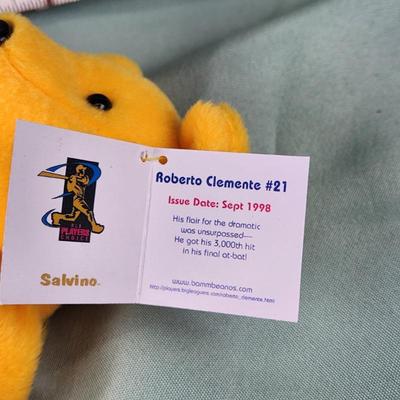 PLAYERS
CHOICE
Salvino
Roberto Clemente #21
Issue Date: Sept 1998
His flair for the dramatic
was unsurpassed—
He got his 3,000th hit
in his final at-bat!
www.bammbeanos.com
http://players.bigleaguers.com/roberto_clemente.html